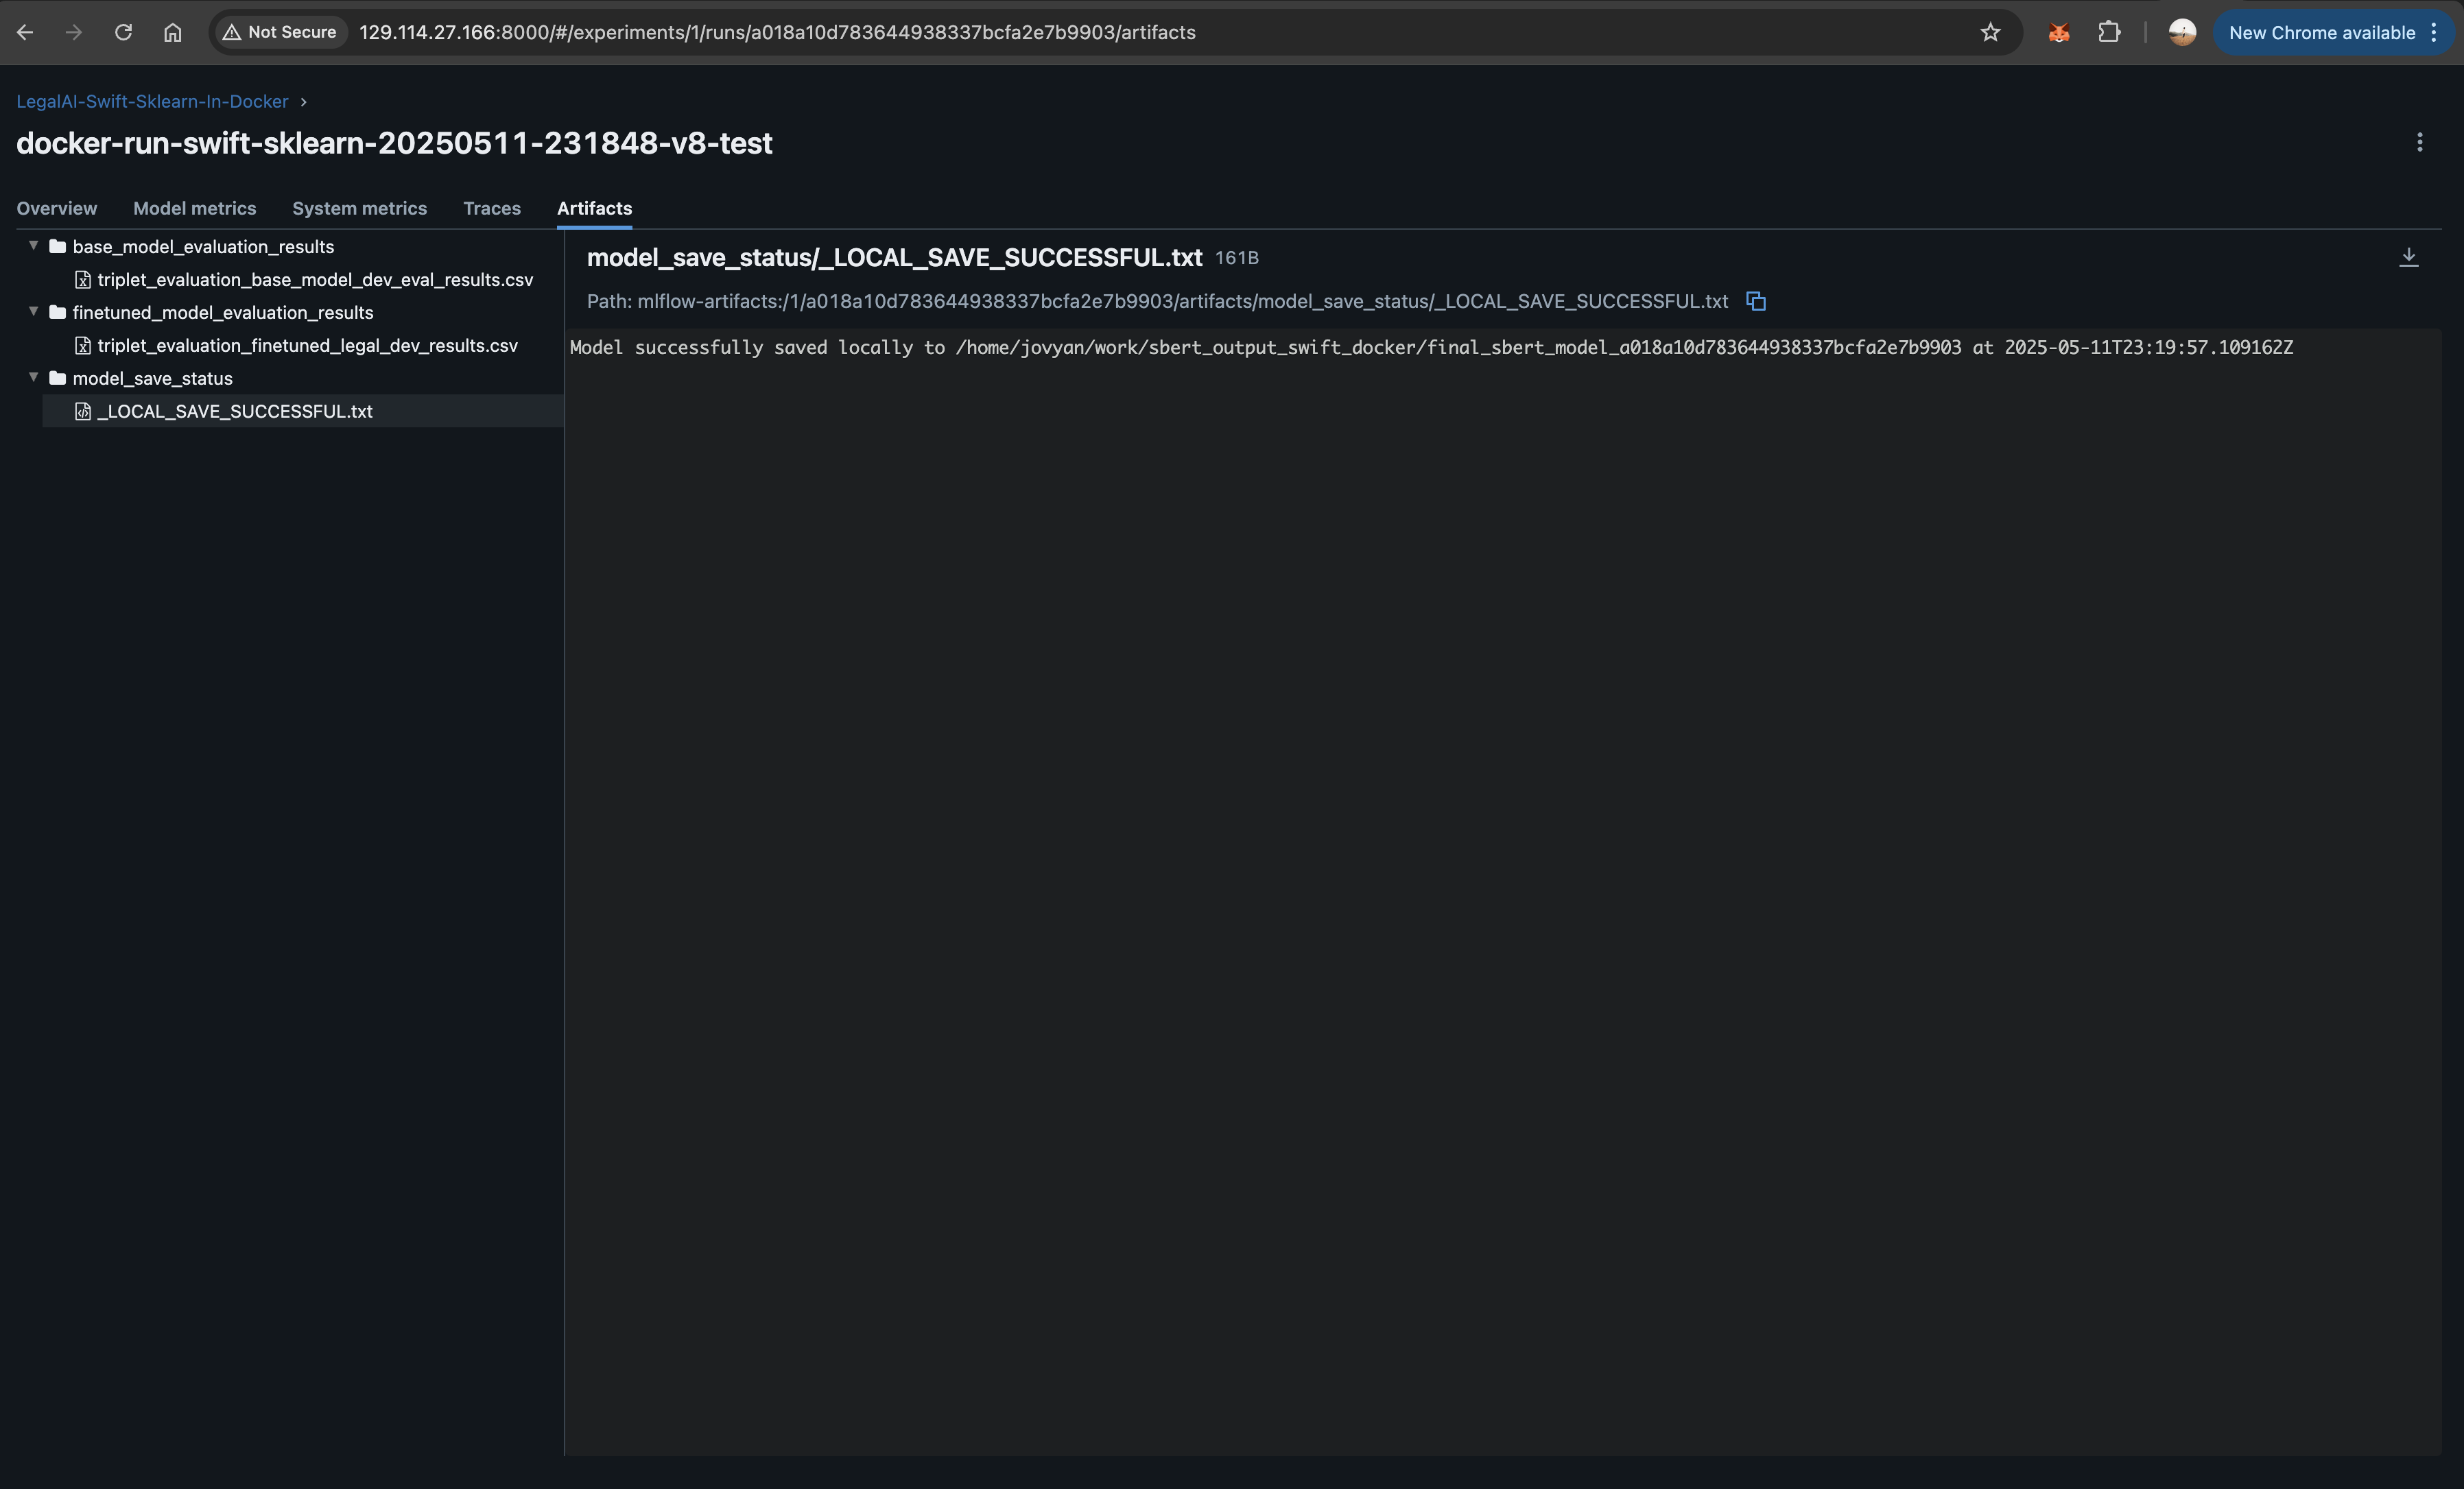 Not Secure
129.114.27.166:8000/#/experiments/1/runs/a018a10d783644938337bcfa2e7b9903/artifacts
New Chrome available
LegalAI-Swift-Sklearn-In-Docker
docker-run-swift-sklearn-20250511-231848-v8-test
Overview
Model metrics
System metrics
Traces
Artifacts
base_model_evaluation_results
triplet_evaluation_base_model_dev_eval_results.csv
finetuned_model_evaluation_results
triplet_evaluation_finetuned_legal_dev_results.csv
model_save_status
_LOCAL_SAVE_SUCCESSFUL.txt
model_save_status/_LOCAL_SAVE_SUCCESSFUL.txt 161B
Path: mlflow-artifacts:/1/a018a10d783644938337bcfa2e7b9903/artifacts/model_save_status/_LOCAL_SAVE_SUCCESSFUL.txt
Model successfully saved locally to /home/jovyan/work/sbert_output_swift_docker/final_sbert_model_a018a10d783644938337bcfa2e7b9903 at 2025-05-11T23:19:57.109162Z